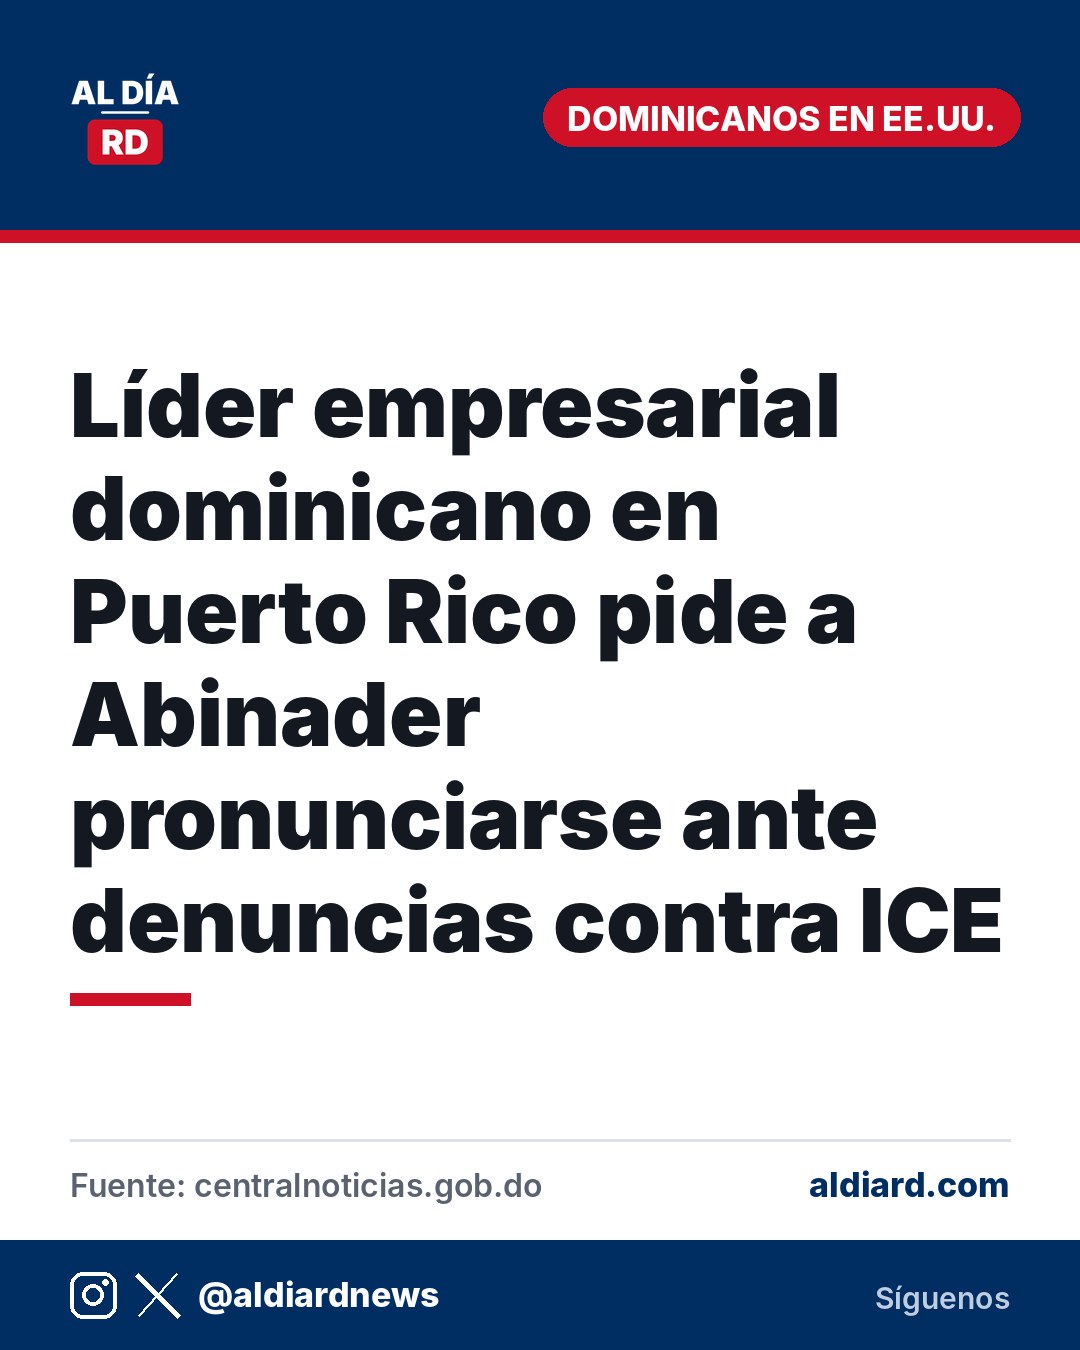 AL DÍA
RD
DOMINICANOS EN EE.UU.
Líder empresarial
dominicano en
Puerto Rico pide a
Abinader
pronunciarse ante
denuncias contra ICE
Fuente: centralnoticias.gob.do
aldiard.com
@aldiardnews
Síguenos